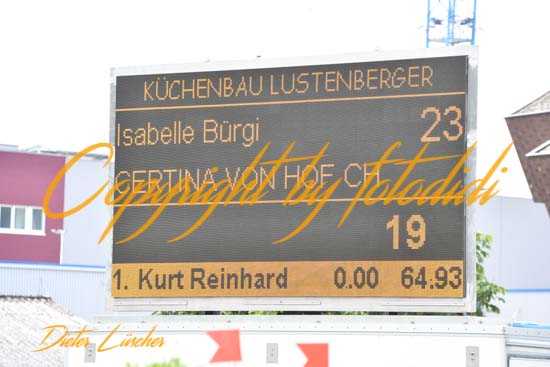 KÜCHENBAU LUSTENBERGER
Isabelle Bürgi 23
GERTINA VON HOF CH
Copyright by fotodidi
19
1. Kurt Reinhard 0.00 64.93
Dieter Lüscher